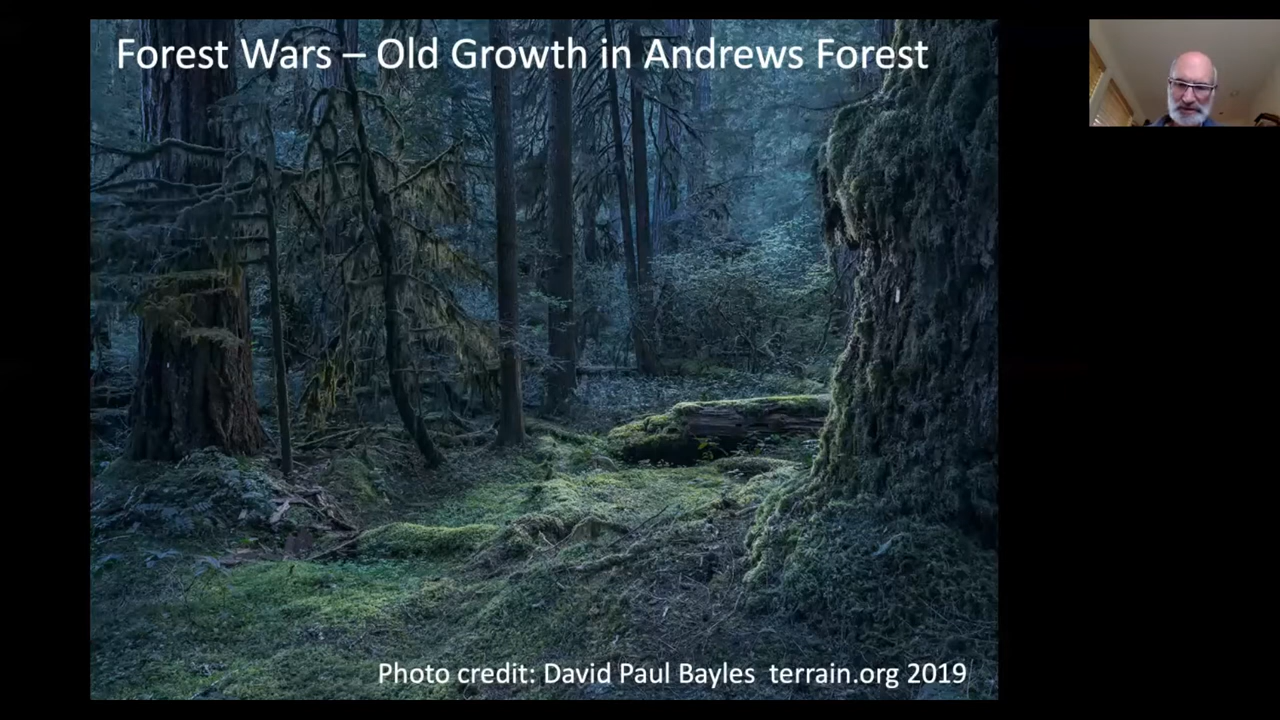 Forest Wars – Old Growth in Andrews Forest
Photo credit: David Paul Bayles  terrain.org 2019